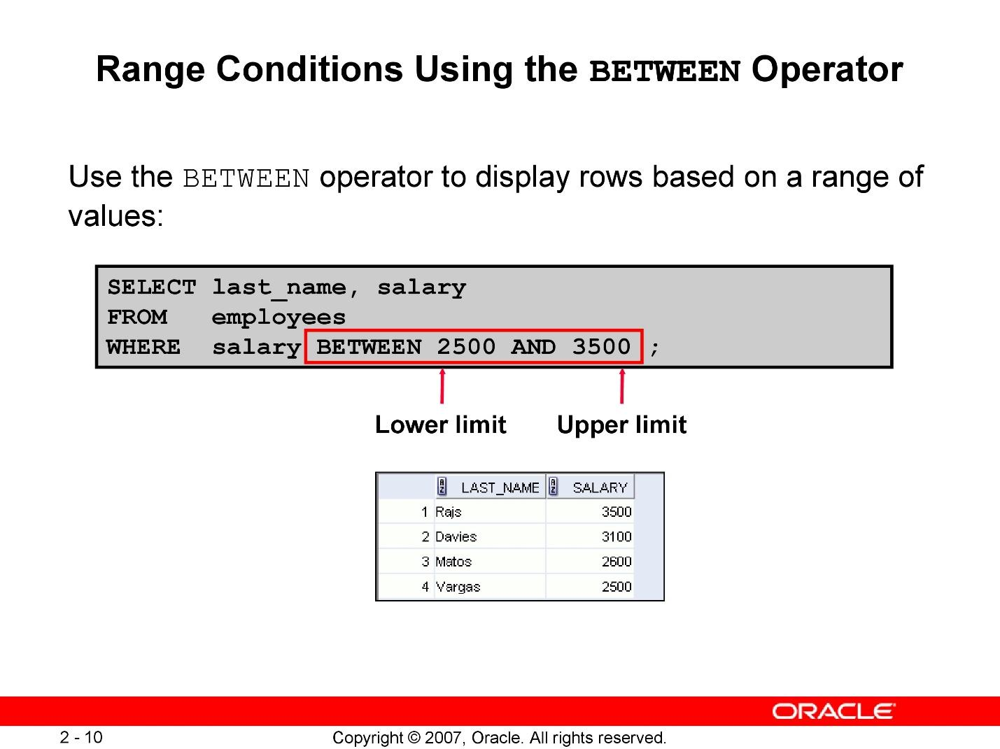 Range Conditions Using the BETWEEN Operator
Use the BETWEEN operator to display rows based on a range of
values:
SELECT last_name, salary
FROM   employees
WHERE  salary BETWEEN 2500 AND 3500 ;
Lower limit Upper limit
LAST_NAME SALARY
1 Rajs 3500
2 Davies 3100
3 Matos 2600
4 Vargas 2500
ORACLE
2 - 10 Copyright © 2007, Oracle. All rights reserved.